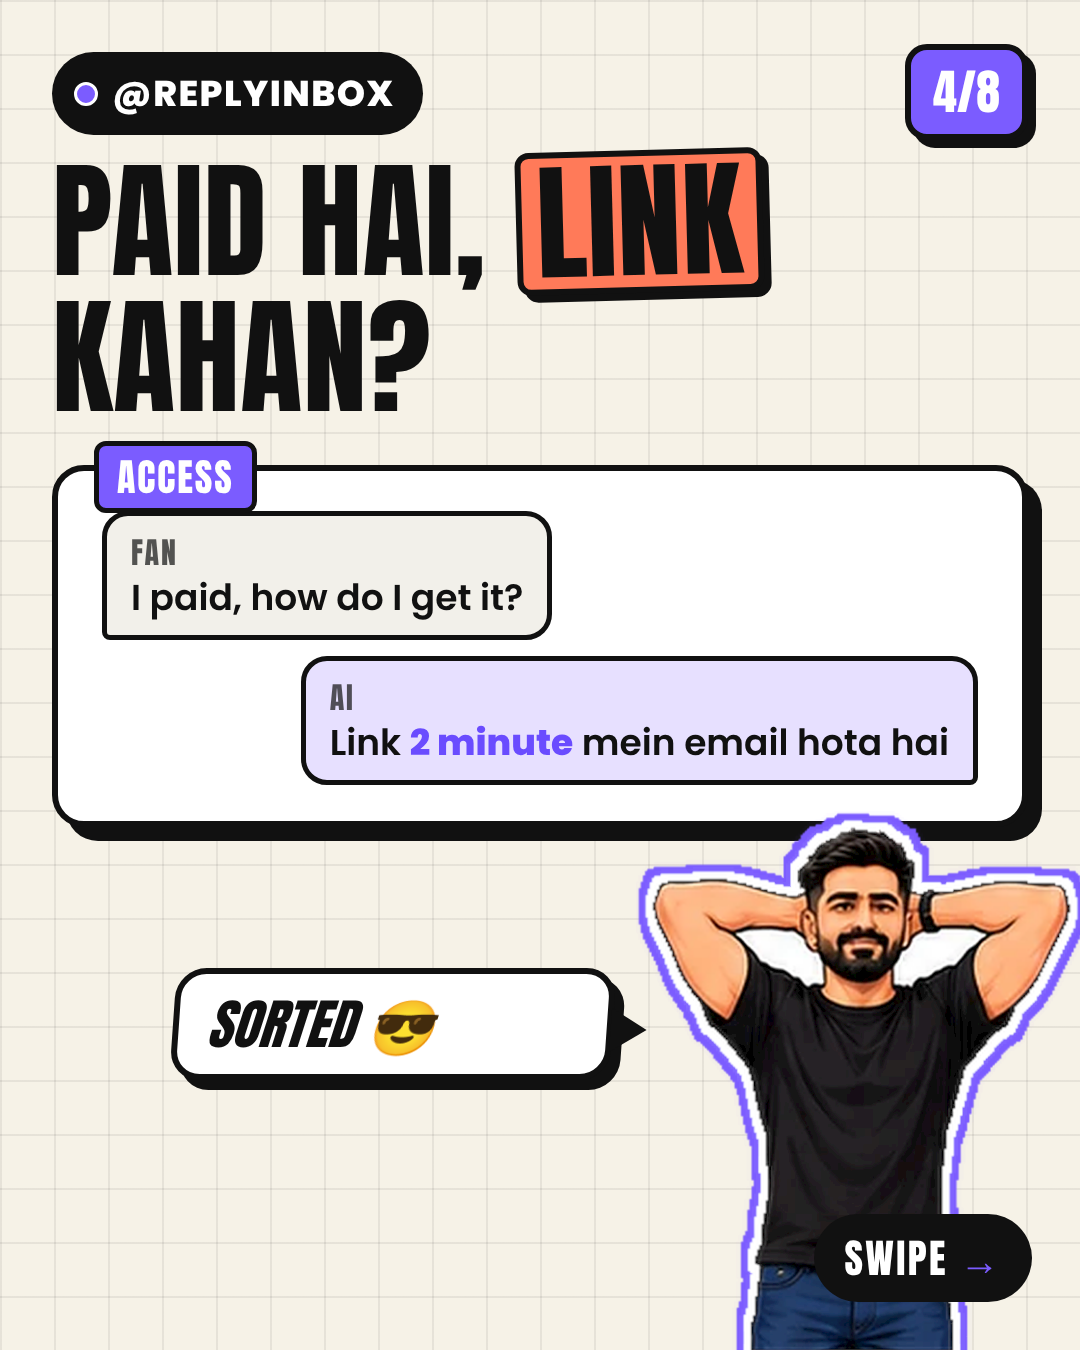 @REPLYINBOX
4/8
PAID HAI, LINK
KAHAN?
ACCESS
FAN
I paid, how do I get it?
AI
Link 2 minute mein email hota hai
SORTED 😎
SWIPE →